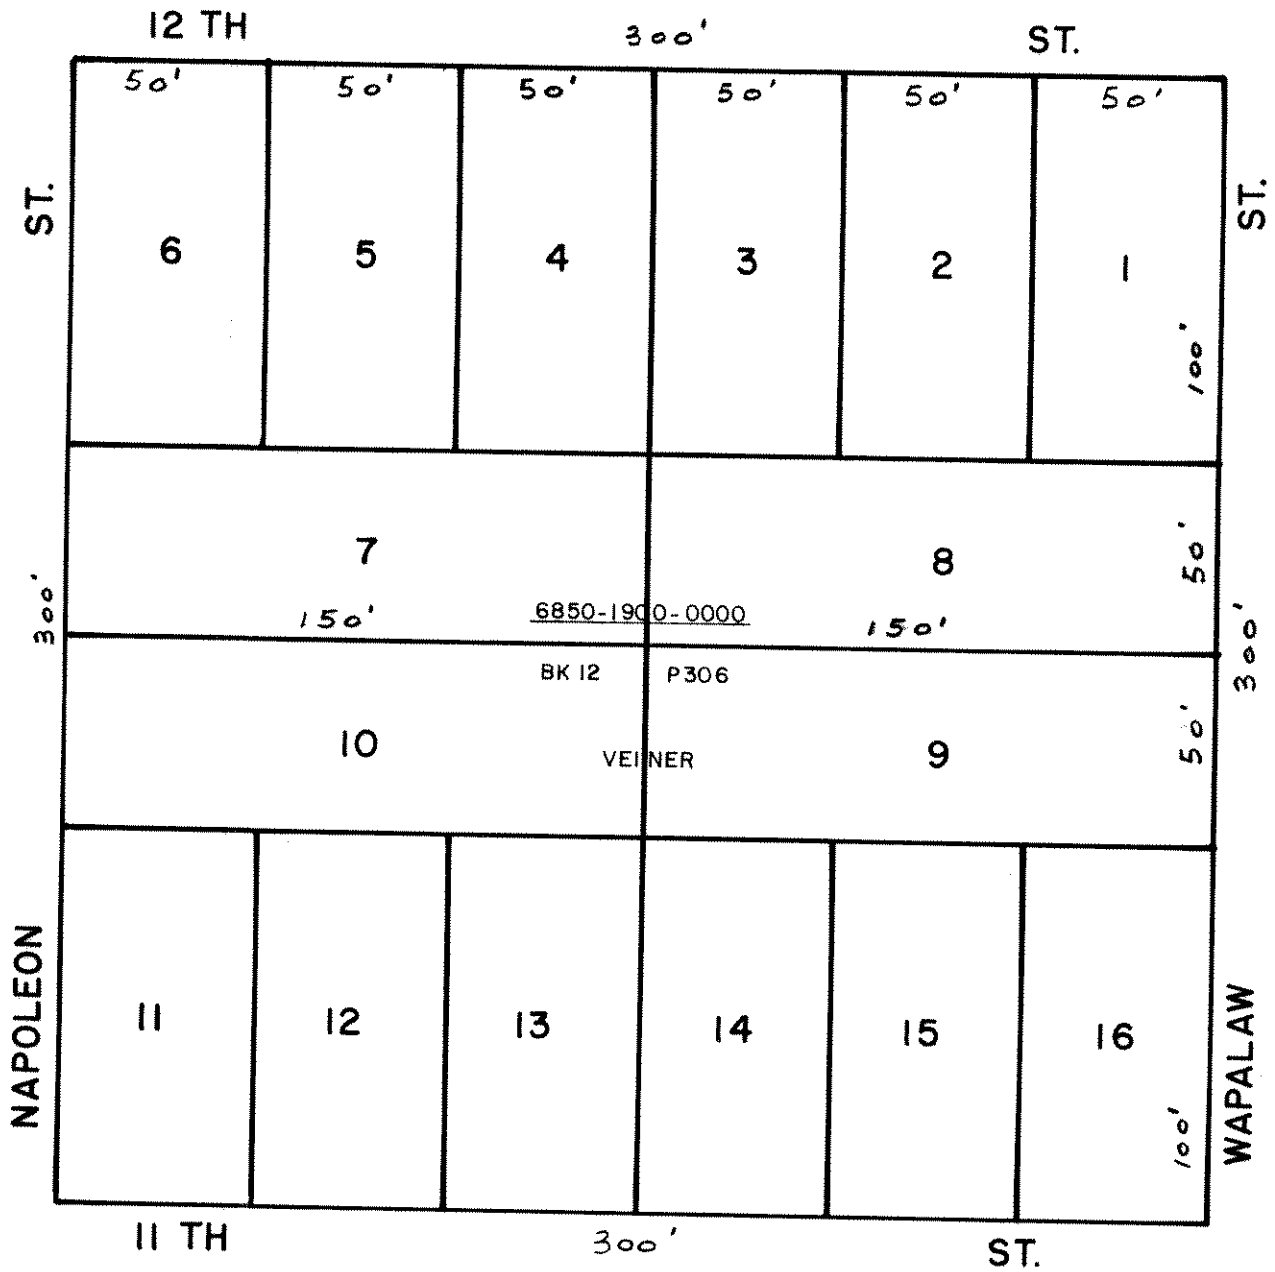 12 TH 300' ST.
50' 50' 50' 50' 50' 50'
ST.
ST.
6 5 4 3 2 1
100'
7 8
50'
300'
150' 6850-1900-0000 150'
300'
BK 12 P306
50'
10 VEINER 9
NAPOLEON
WAPALAW
11 12 13 14 15 16
100'
11 TH 300' ST.